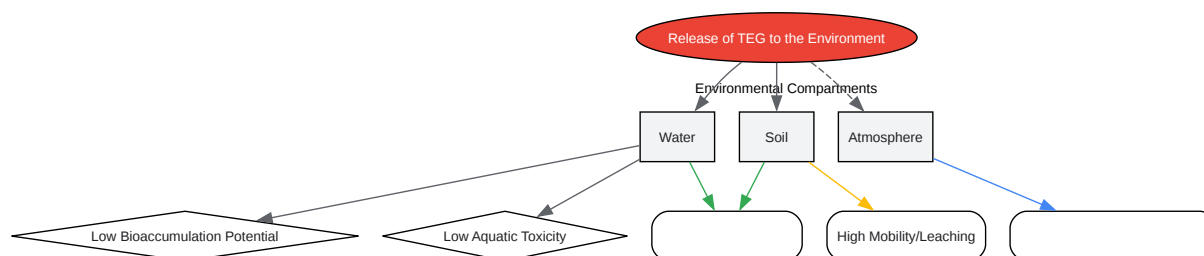 Release of TEG to the Environment
Environmental Compartments
Water
Soil
Atmosphere
Low Bioaccumulation Potential
Low Aquatic Toxicity
High Mobility/Leaching